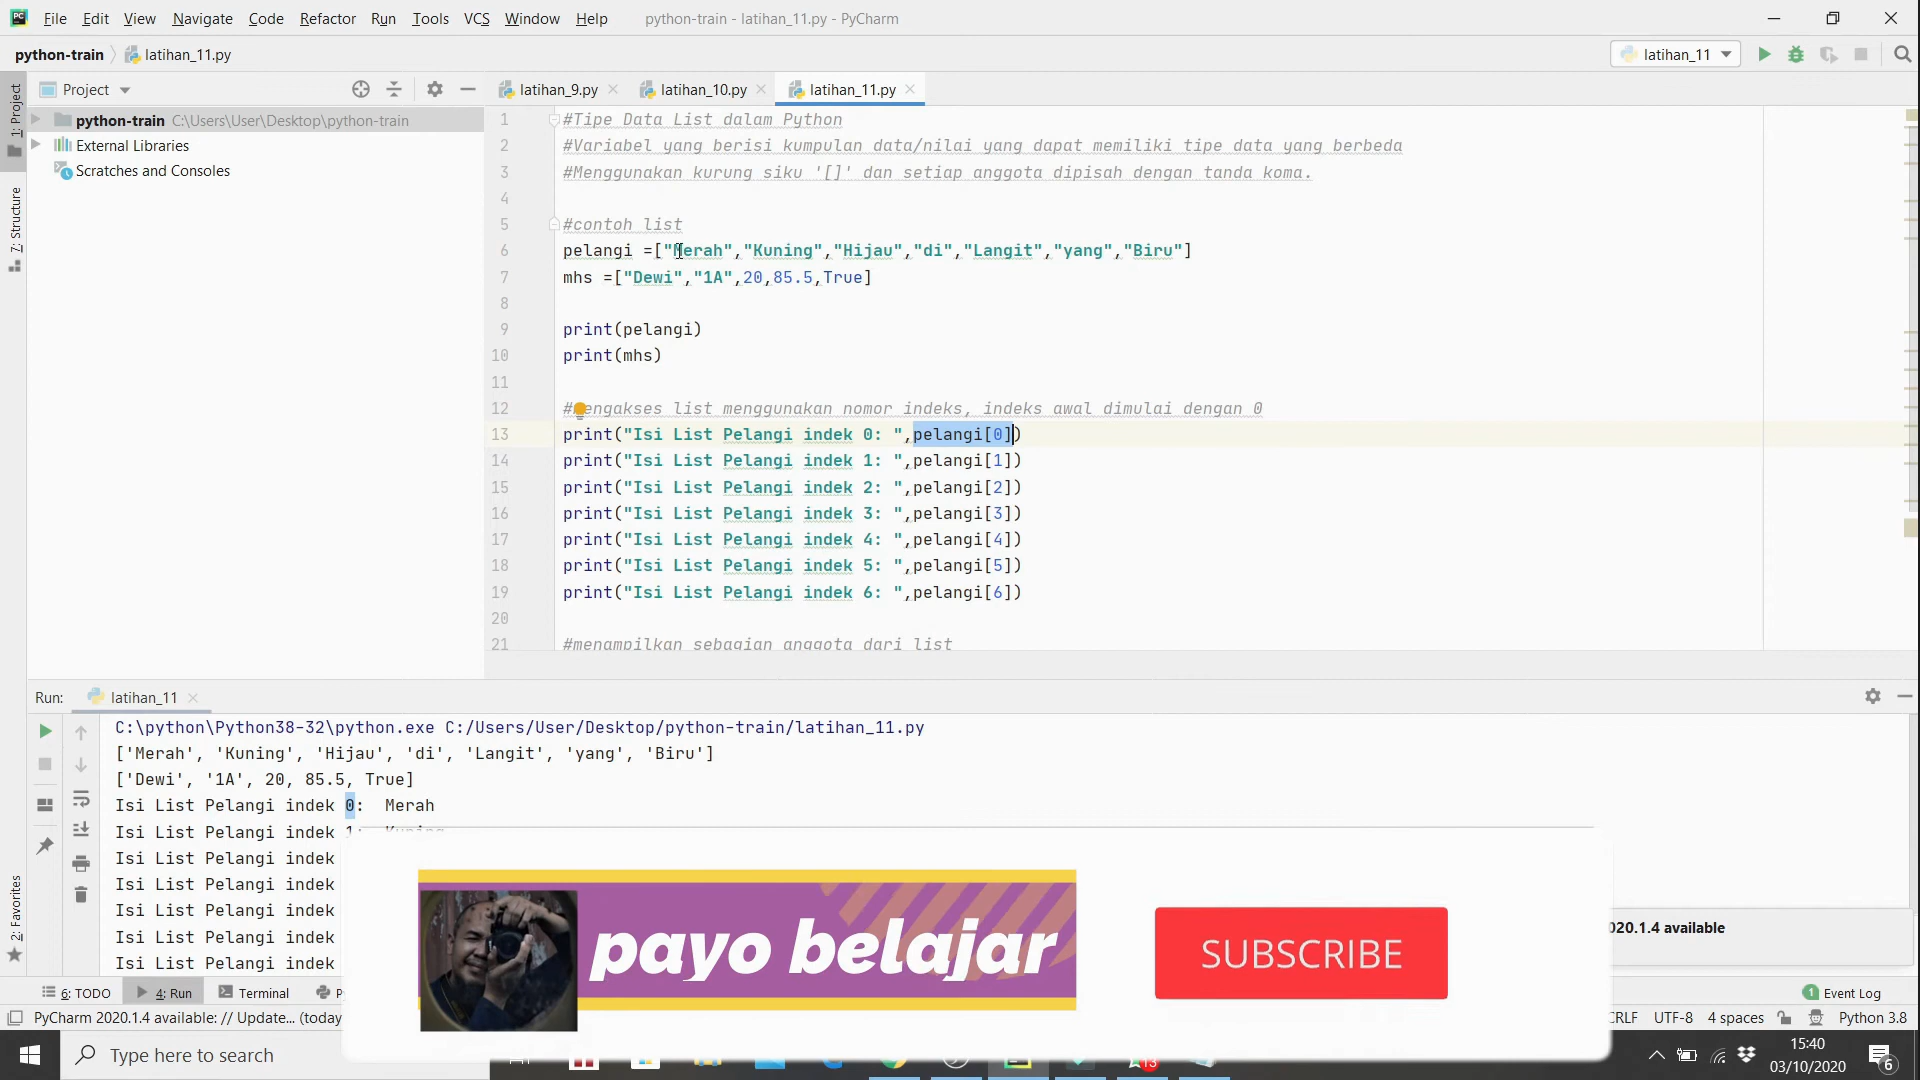 File Edit View Navigate Code Refactor Run Tools VCS Window Help python-train - latihan_11.py - PyCharm
python-train latihan_11.py latihan_11
Project latihan_9.py latihan_10.py latihan_11.py
1: Project
7: Structure
2: Favorites
python-train C:\Users\User\Desktop\python-train
External Libraries
Scratches and Consoles
1 #Tipe Data List dalam Python
2 #Variabel yang berisi kumpulan data/nilai yang dapat memiliki tipe data yang berbeda
3 #Menggunakan kurung siku '[]' dan setiap anggota dipisah dengan tanda koma.
4
5 #contoh list
6 pelangi =["Merah","Kuning","Hijau","di","Langit","yang","Biru"]
7 mhs =["Dewi","1A",20,85.5,True]
8
9 print(pelangi)
10 print(mhs)
11
12 #mengakses list menggunakan nomor indeks, indeks awal dimulai dengan 0
13 print("Isi List Pelangi indek 0: ",pelangi[0])
14 print("Isi List Pelangi indek 1: ",pelangi[1])
15 print("Isi List Pelangi indek 2: ",pelangi[2])
16 print("Isi List Pelangi indek 3: ",pelangi[3])
17 print("Isi List Pelangi indek 4: ",pelangi[4])
18 print("Isi List Pelangi indek 5: ",pelangi[5])
19 print("Isi List Pelangi indek 6: ",pelangi[6])
20
21 #menampilkan sebagian anggota dari list
Run: latihan_11
C:\python\Python38-32\python.exe C:/Users/User/Desktop/python-train/latihan_11.py
['Merah', 'Kuning', 'Hijau', 'di', 'Langit', 'yang', 'Biru']
['Dewi', '1A', 20, 85.5, True]
Isi List Pelangi indek 0:  Merah
Isi List Pelangi indek 1:  Kuning
Isi List Pelangi indek
Isi List Pelangi indek
Isi List Pelangi indek
Isi List Pelangi indek
Isi List Pelangi indek
payo belajar
SUBSCRIBE
020.1.4 available
6: TODO 4: Run Terminal Event Log
PyCharm 2020.1.4 available: // Update... (today CRLF UTF-8 4 spaces Python 3.8
Type here to search
13
15:40
03/10/2020
6